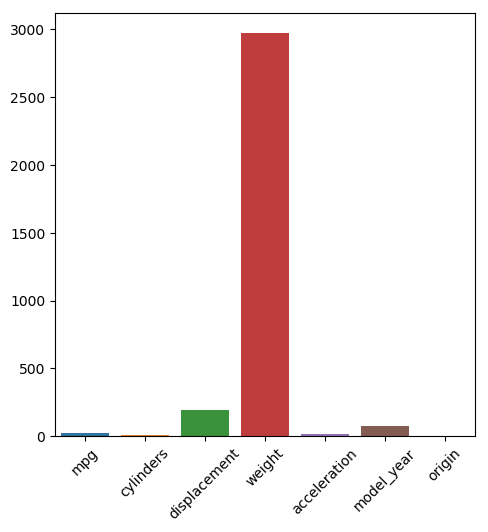 3000
2500
2000
1500
1000
500
0
mpg
cylinders
displacement
weight
acceleration
model_year
origin